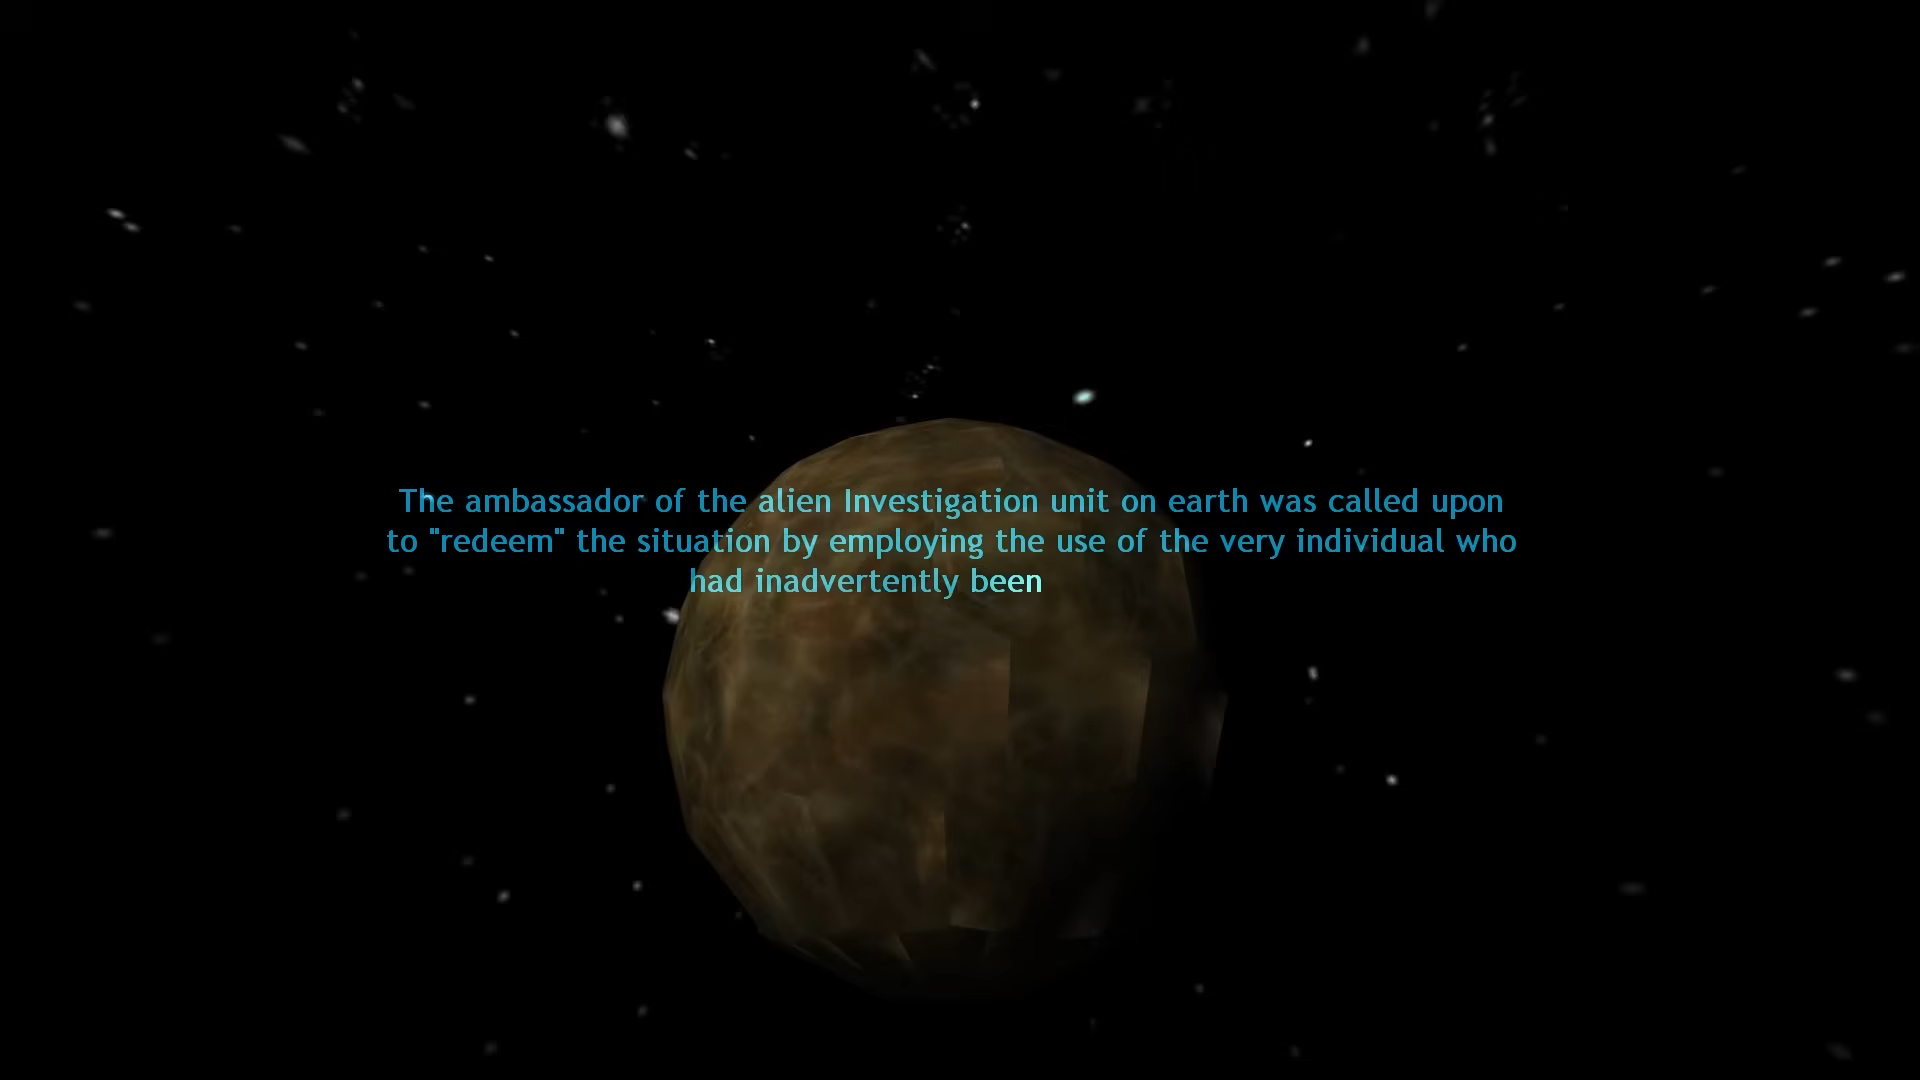 The ambassador of the alien Investigation unit on earth was called upon
to "redeem" the situation by employing the use of the very individual who
had inadvertently been